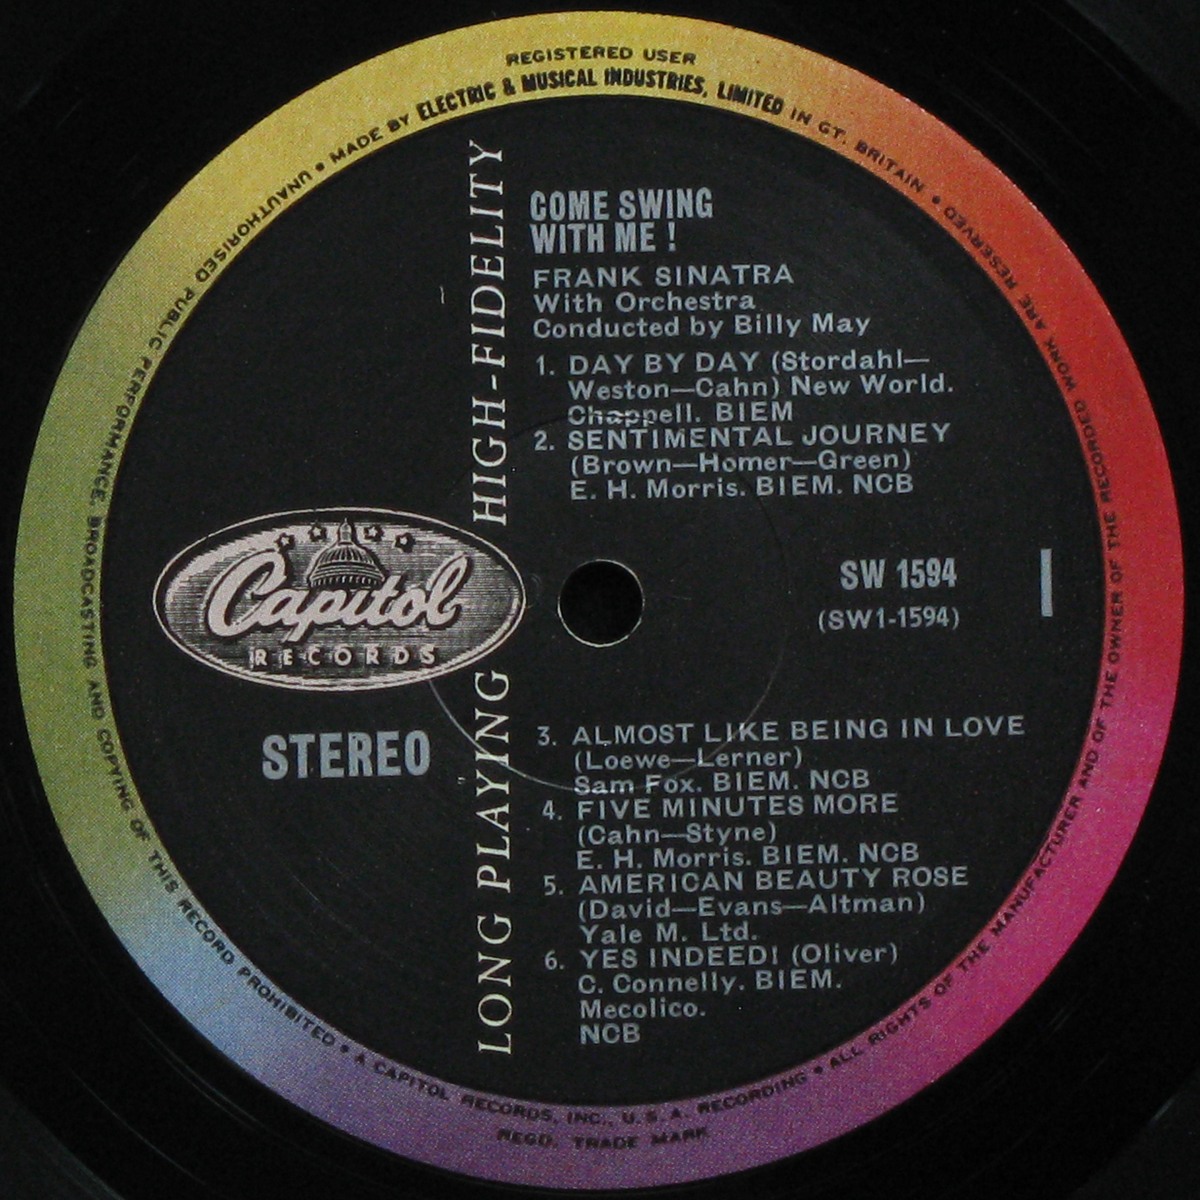 REGISTERED USER
UNAUTHORISED PUBLIC PERFORMANCE, BROADCASTING AND COPYING OF THIS RECORD PROHIBITED • A CAPITOL RECORDS, INC., U.S.A. RECORDING • ALL RIGHTS OF THE MANUFACTURER AND OF THE OWNER OF THE RECORDED WORK ARE RESERVED •
• MADE BY ELECTRIC & MUSICAL INDUSTRIES, LIMITED IN GT. BRITAIN
REGD. TRADE MARK
LONG PLAYING HIGH-FIDELITY
COME SWING
WITH ME !
FRANK SINATRA
With Orchestra
Conducted by Billy May
1. DAY BY DAY (Stordahl—
Weston—Cahn) New World.
Chappell. BIEM
2. SENTIMENTAL JOURNEY
(Brown—Homer—Green)
E. H. Morris. BIEM. NCB
Capitol
RECORDS
STEREO
SW 1594
(SW1-1594)
1
3. ALMOST LIKE BEING IN LOVE
(Loewe—Lerner)
Sam Fox. BIEM. NCB
4. FIVE MINUTES MORE
(Cahn—Styne)
E. H. Morris. BIEM. NCB
5. AMERICAN BEAUTY ROSE
(David—Evans—Altman)
Yale M. Ltd.
6. YES INDEED! (Oliver)
C. Connelly. BIEM.
Mecolico.
NCB